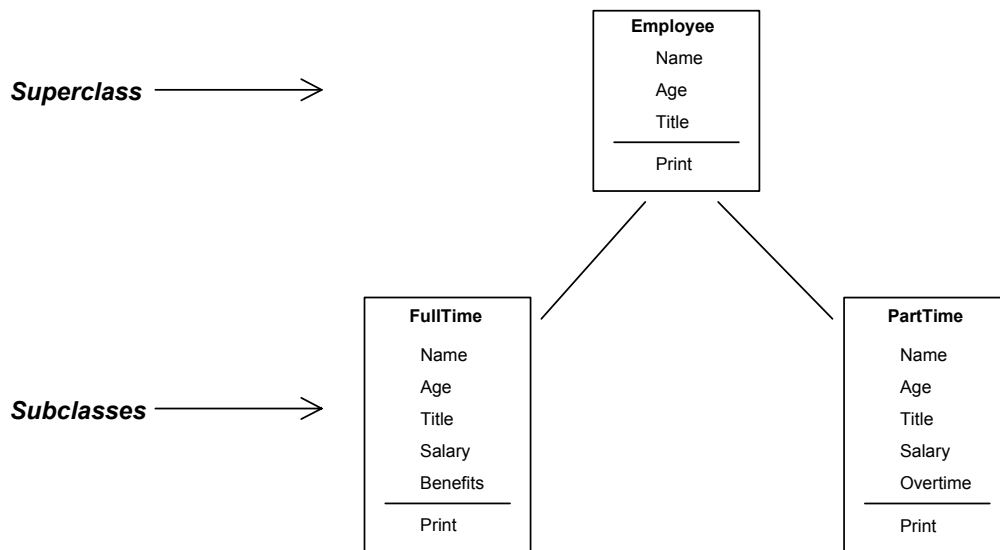 Employee
Name
Age
Title
Print
Superclass
FullTime
Name
Age
Title
Salary
Benefits
Print
PartTime
Name
Age
Title
Salary
Overtime
Print
Subclasses